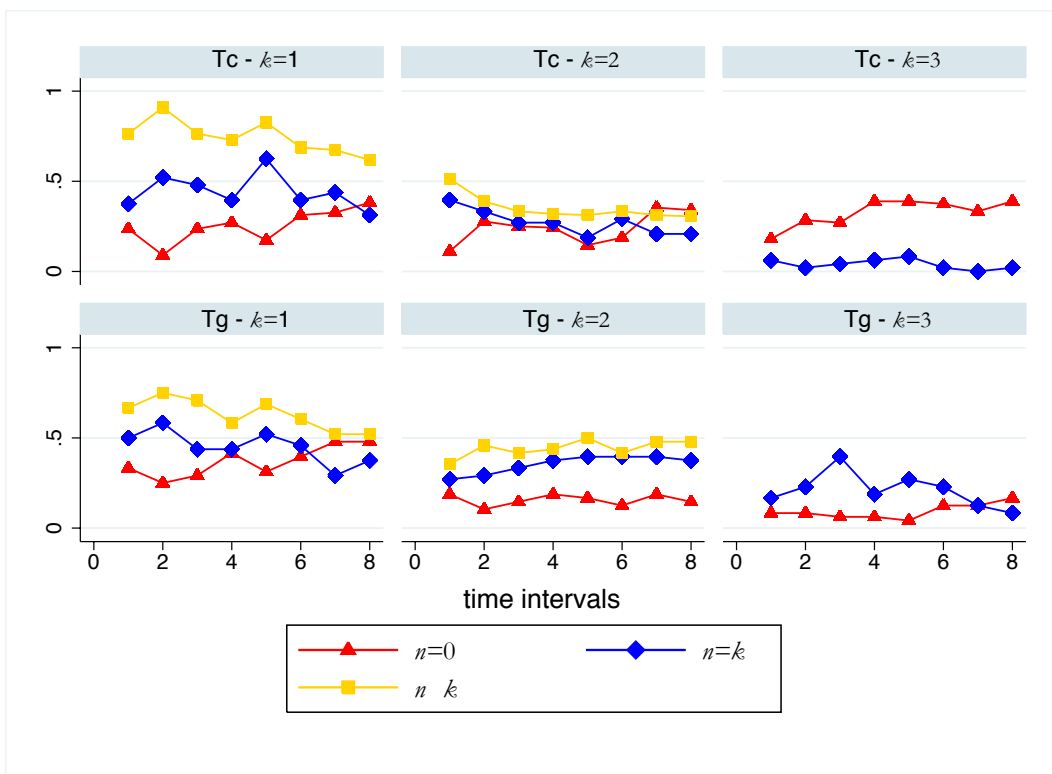 Tc - k=1 Tc - k=2 Tc - k=3
1
.5
0
Tg - k=1 Tg - k=2 Tg - k=3
1
.5
0
0 2 4 6 8 0 2 4 6 8 0 2 4 6 8
time intervals
n=0 n=k
n k